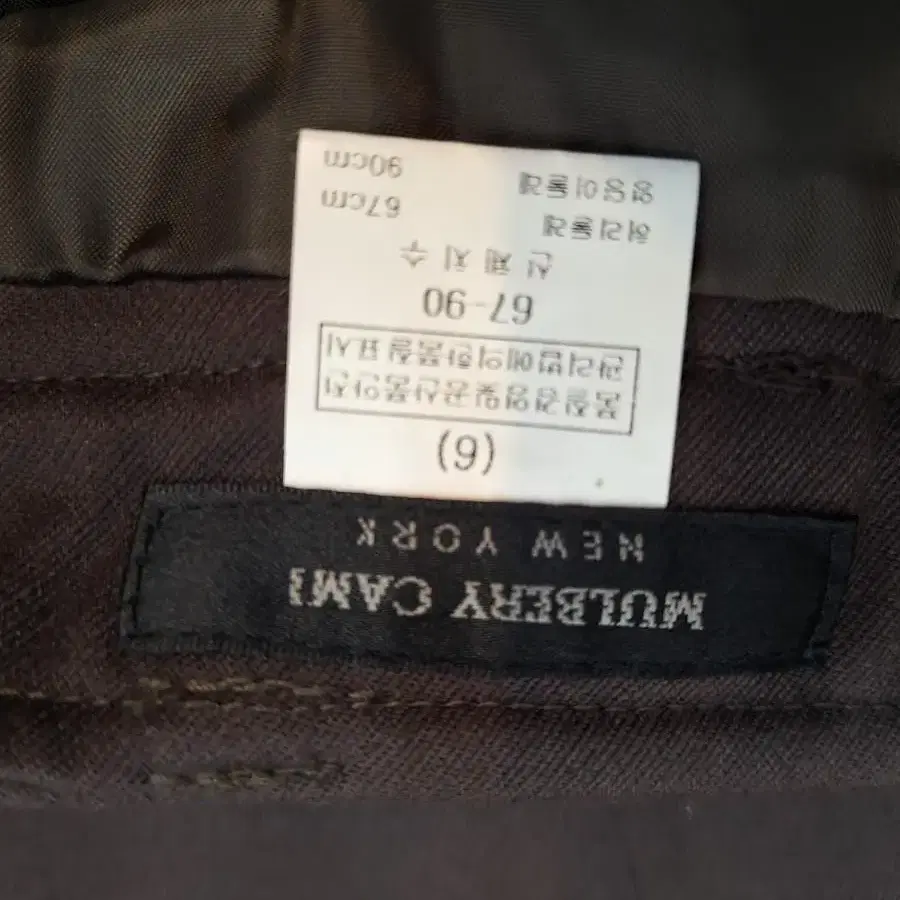 MULBERY CAMI
NEW YORK
품질경영및공산품안전
관리법에의한품질표시
67-90
신 체 치 수
허리둘레 67cm
엉덩이둘레 90cm